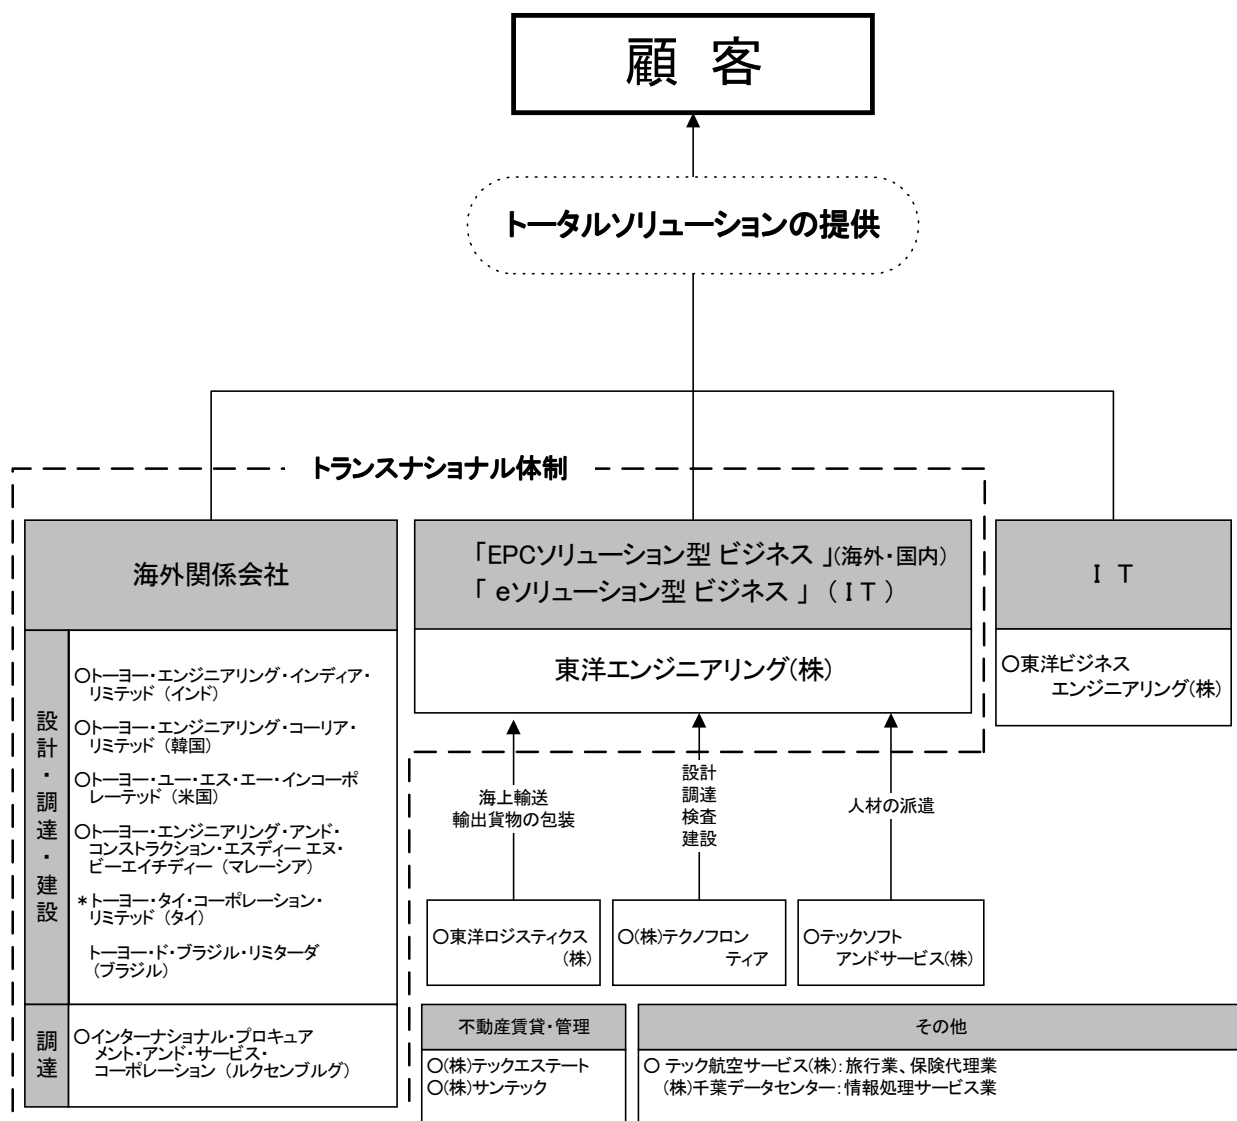 顧 客
トータルソリューションの提供
トランスナショナル体制
海外関係会社
設計・調達・建設
○トーヨー・エンジニアリング・インディア・
リミテッド (インド)
○トーヨー・エンジニアリング・コーリア・
リミテッド (韓国)
○トーヨー・ユー・エス・エー・インコーポ
レーテッド (米国)
○トーヨー・エンジニアリング・アンド・
コンストラクション・エスディー エヌ・
ビーエイチディー (マレーシア)
*トーヨー・タイ・コーポレーション・
リミテッド (タイ)
トーヨー・ド・ブラジル・リミターダ
(ブラジル)
調達
○インターナショナル・プロキュア
メント・アンド・サービス・
コーポレーション (ルクセンブルグ)
「EPCソリューション型 ビジネス 」(海外・国内)
「 eソリューション型 ビジネス 」 ( I T )
東洋エンジニアリング(株)
I T
○東洋ビジネス
エンジニアリング(株)
海上輸送
輸出貨物の包装
設計
調達
検査
建設
人材の派遣
○東洋ロジスティクス
(株)
○(株)テクノフロン
ティア
○テックソフト
アンドサービス(株)
不動産賃貸・管理
○(株)テックエステート
○(株)サンテック
その他
○ テック航空サービス(株): 旅行業、保険代理業
(株)千葉データセンター: 情報処理サービス業